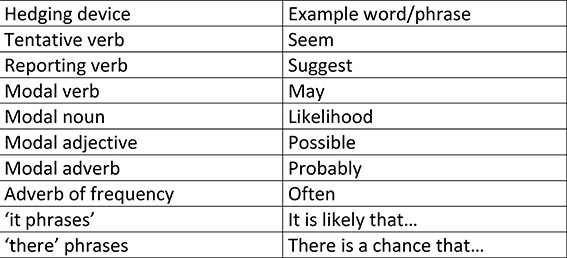 Hedging device Example word/phrase
Tentative verb Seem
Reporting verb Suggest
Modal verb May
Modal noun Likelihood
Modal adjective Possible
Modal adverb Probably
Adverb of frequency Often
‘it phrases’ It is likely that…
‘there’ phrases There is a chance that…